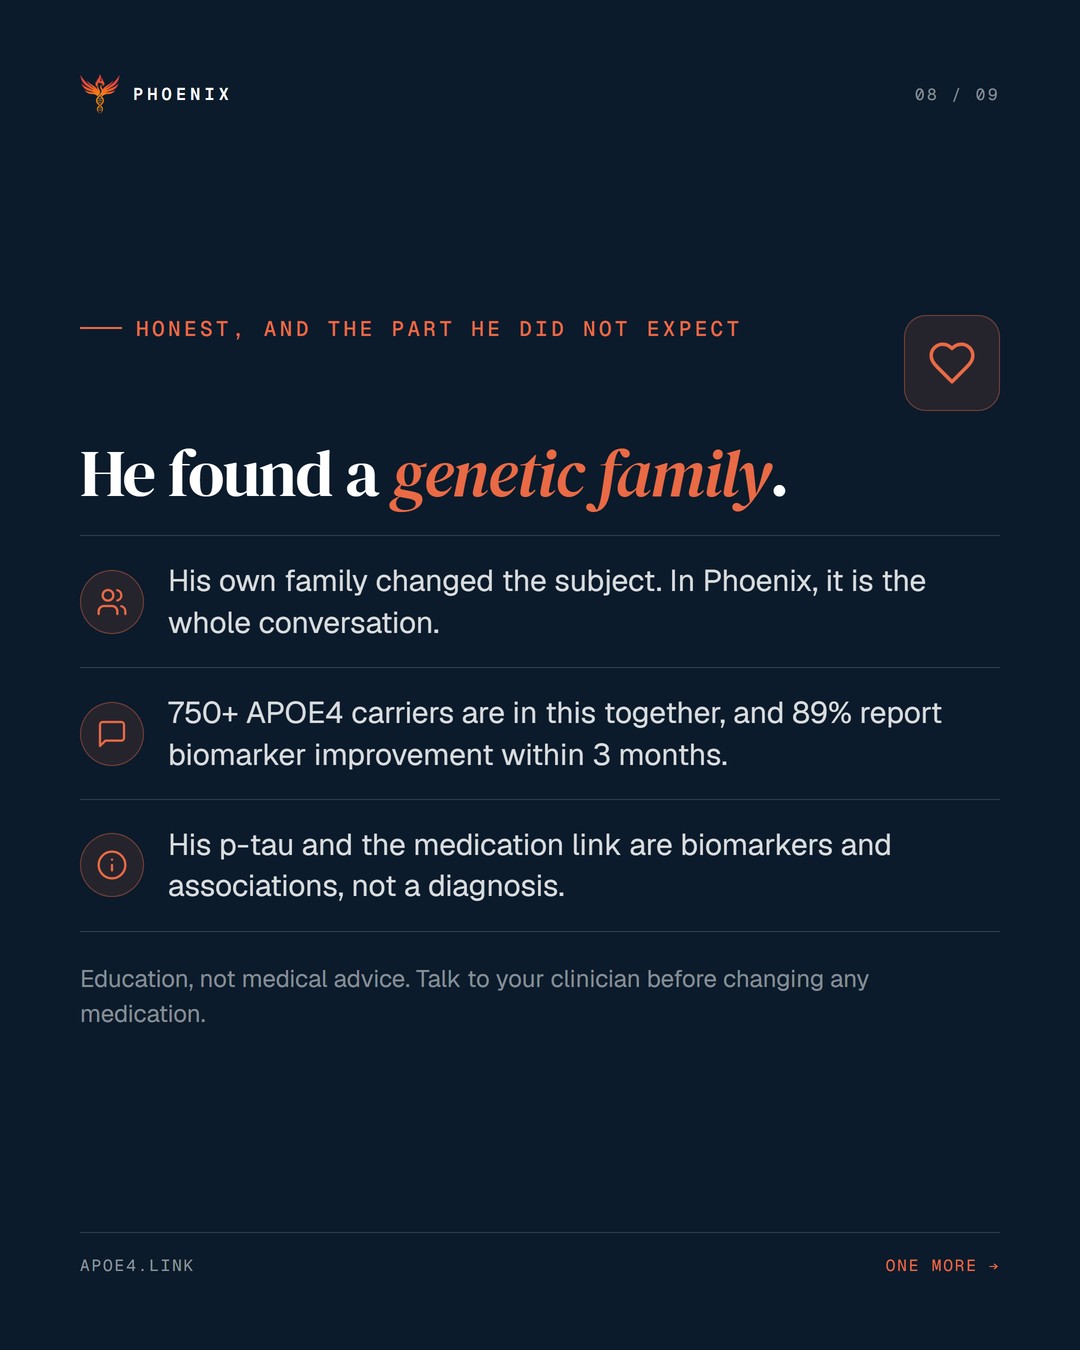 PHOENIX
08 / 09
HONEST, AND THE PART HE DID NOT EXPECT
He found a genetic family.
His own family changed the subject. In Phoenix, it is the
whole conversation.
750+ APOE4 carriers are in this together, and 89% report
biomarker improvement within 3 months.
His p-tau and the medication link are biomarkers and
associations, not a diagnosis.
Education, not medical advice. Talk to your clinician before changing any
medication.
APOE4.LINK
ONE MORE →